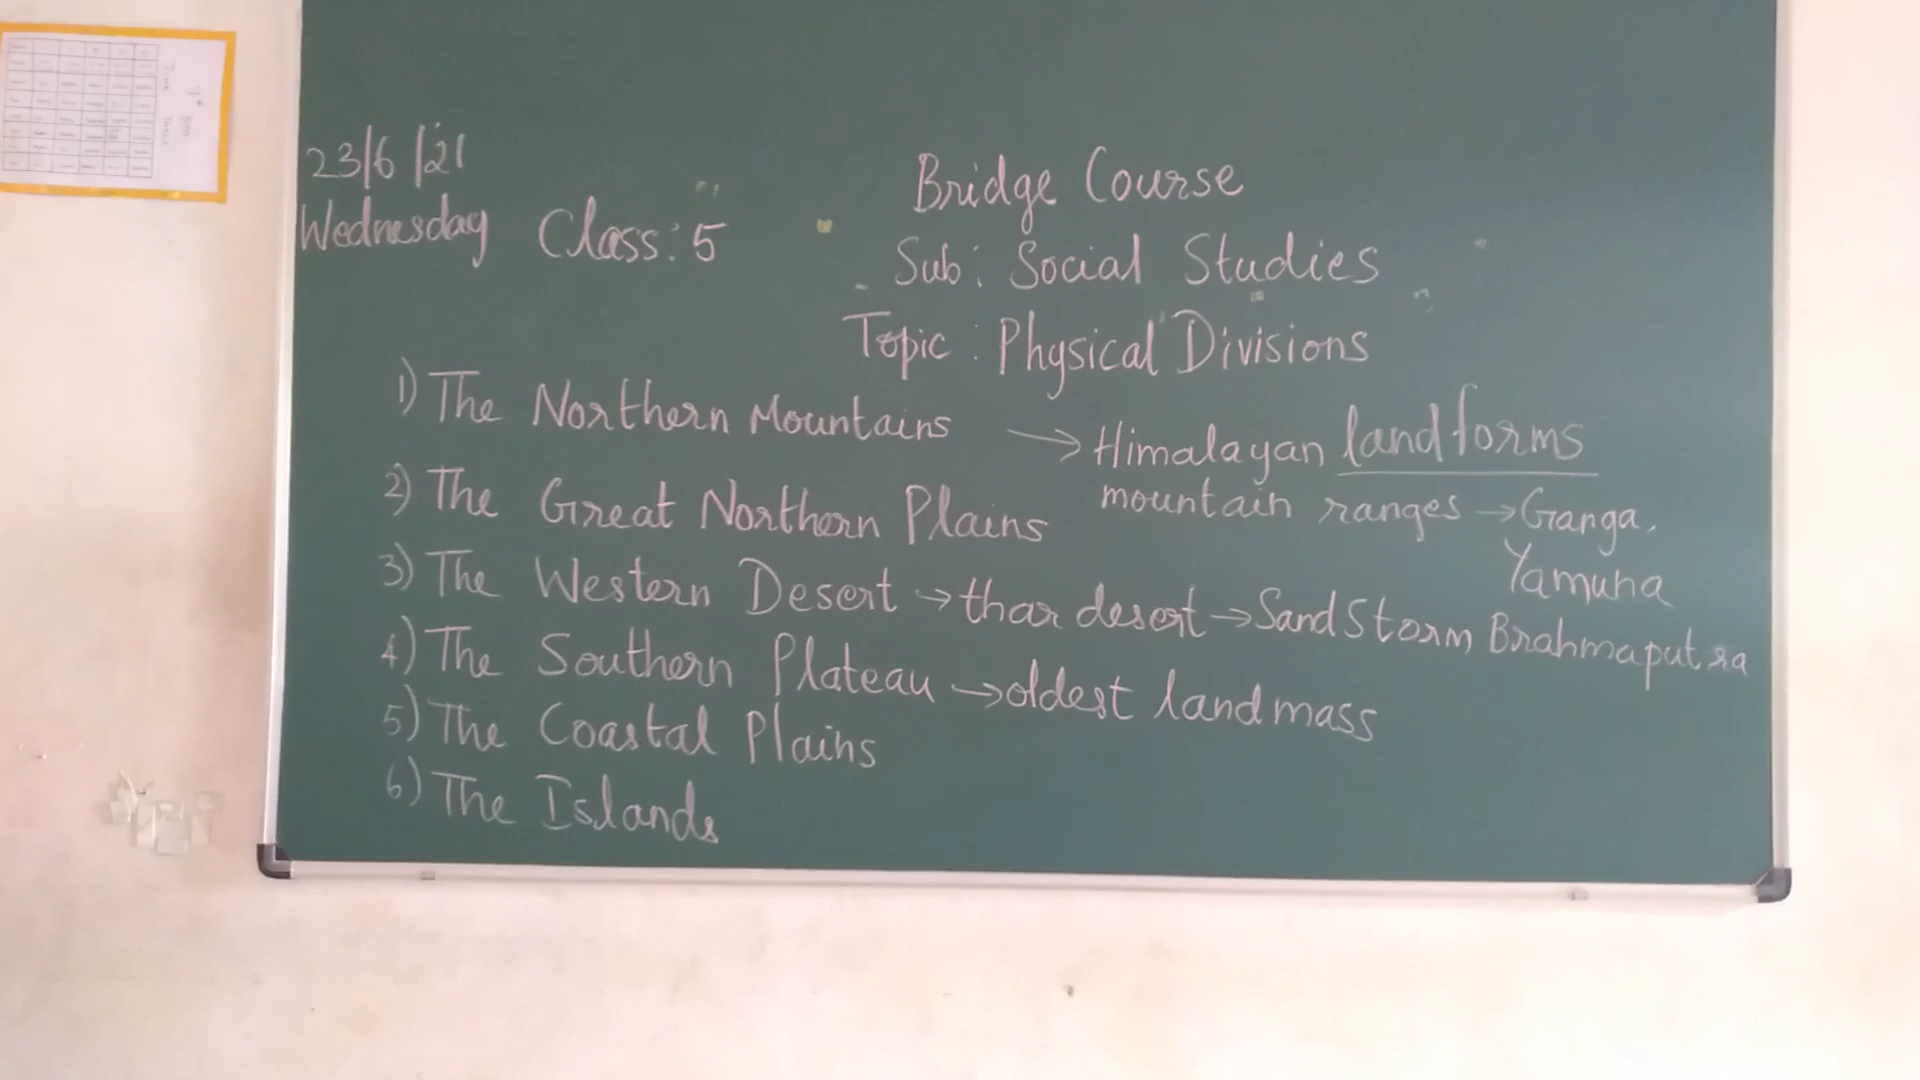 23/6/21
Wednesday Class: 5
Bridge Course
Sub: Social Studies
Topic: Physical Divisions
1) The Northern Mountains → Himalayan landforms
mountain ranges → Ganga,
Yamuna
Brahmaputra
2) The Great Northern Plains
3) The Western Desert → thar desert → Sand Storm
4) The Southern Plateau → oldest land mass
5) The Coastal Plains
6) The Islands